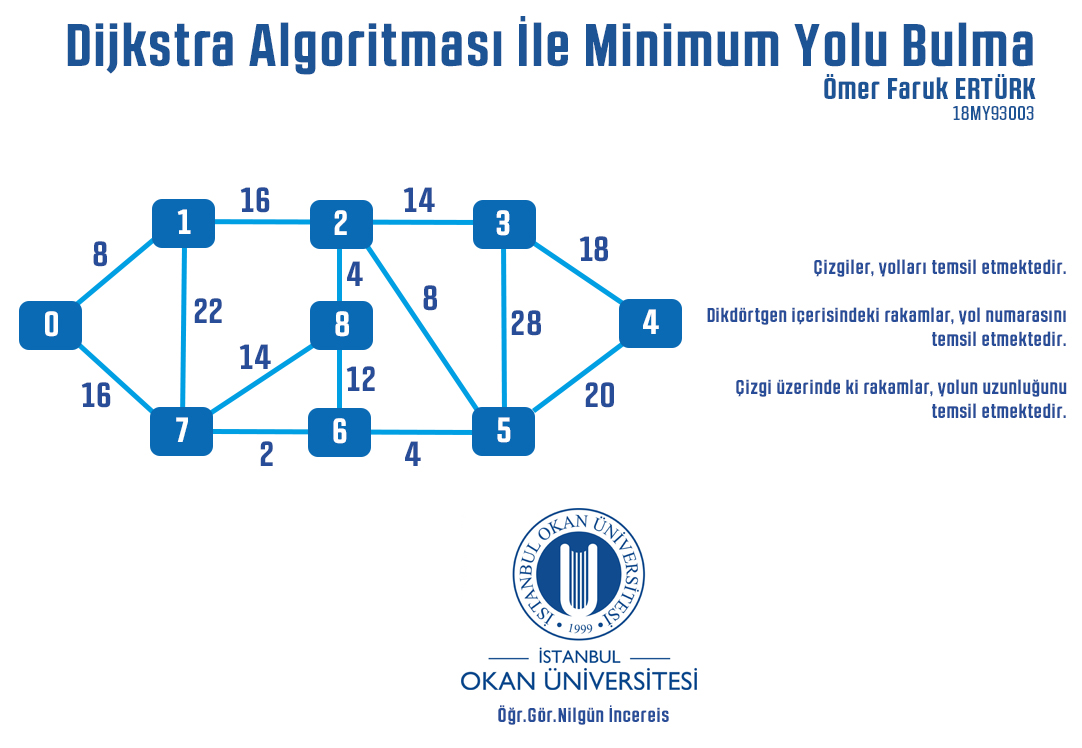 Dijkstra Algoritması İle Minimum Yolu Bulma
Ömer Faruk ERTÜRK
18MY93003
16
14
1
2
3
8
18
4
22
8
28
0
8
4
14
12
16
20
7
6
5
2
4
Çizgiler, yolları temsil etmektedir.
Dikdörtgen içerisindeki rakamlar, yol numarasını
temsil etmektedir.
Çizgi üzerinde ki rakamlar, yolun uzunluğunu
temsil etmektedir.
İSTANBUL OKAN ÜNİVERSİTESİ
1999
İSTANBUL
OKAN ÜNİVERSİTESİ
Öğr.Gör.Nilgün İncereis